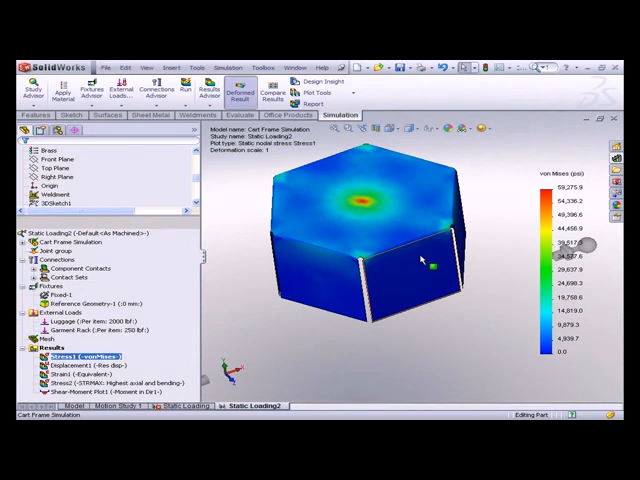 SolidWorks File Edit View Insert Tools Simulation Toolbox Window Help
Study Advisor Apply Material Fixtures Advisor External Loads... Connections Advisor Run Results Advisor Deformed Result Compare Results Design Insight
Plot Tools
Report
Features Sketch Surfaces Sheet Metal Weldments Simulation Evaluate Office Products Simulation
Model name: Cart Frame Simulation
Study name: Static Loading2
Plot type: Static nodal stress Stress1
Deformation scale: 1
Brass
Front Plane
Top Plane
Right Plane
Origin
Weldment
3DSketch1
Static Loading2 (-Default<As Machined>-)
Cart Frame Simulation
Joint group
Connections
Component Contacts
Contact Sets
Fixtures
Fixed-1
Reference Geometry-1 (:0 mm:)
External Loads
Luggage (:Per item: 2000 lbf:)
Garment Rack (:Per item: 250 lbf:)
Mesh
Results
Stress1 (-vonMises-)
Displacement1 (-Res disp-)
Strain1 (-Equivalent-)
Stress2 (-STRMAX: Highest axial and bending-)
Shear-Moment Plot1 (-Moment in Dir1-)
von Mises (psi)
59,275.9
54,336.2
49,396.6
44,456.9
39,517.3
34,577.6
29,637.9
24,698.3
19,758.6
14,819.0
9,879.3
4,939.7
0.0
Model Motion Study 1 Static Loading Static Loading2
Cart Frame Simulation Editing Part